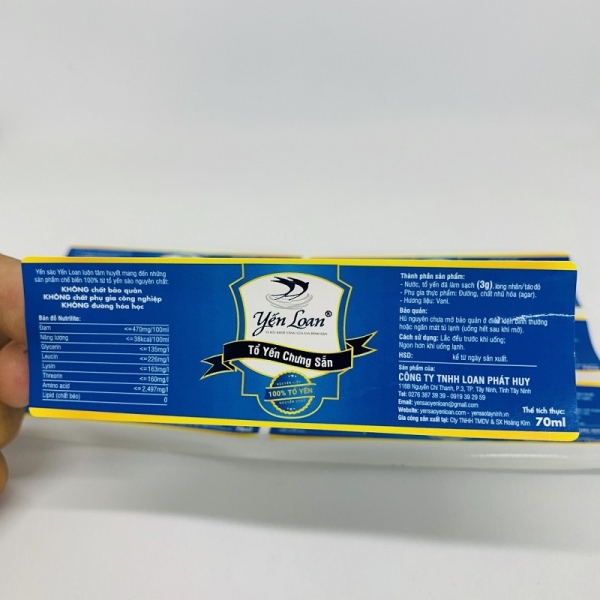 Yến sào Yến Loan luôn tâm huyết mang đến những
sản phẩm chế biến 100% từ tổ yến sào nguyên chất.
KHÔNG chất bảo quản
KHÔNG chất phụ gia công nghiệp
KHÔNG đường hóa học
Bản đồ Nutrilite:
Đạm <=470mg/100ml
Năng lượng <=38kcal/100ml
Glycerin <=135mg/l
Leucin <=226mg/l
Lysin <=163mg/l
Threorin <=160mg/l
Amino acid <=2.497mg/l
Lipid (chất béo) 0
Yến Loan®
Tổ Yến Chưng Sẵn
NGUYÊN CHẤT
100% TỔ YẾN
NGUYÊN CHẤT
Thành phần sản phẩm:
- Nước, tổ yến đã làm sạch (3g), long nhãn/táo đỏ
- Phụ gia thực phẩm: Đường, chất nhũ hóa (agar).
- Hương liệu: Vani.
Bảo quản:
Hũ nguyên chưa mở bảo quản ở điều kiện bình thường
hoặc ngăn mát tủ lạnh (uống hết sau khi mở).
Cách sử dụng: Lắc đều trước khi uống;
Ngon hơn khi uống lạnh.
HSD: kể từ ngày sản xuất.
Sản phẩm của:
CÔNG TY TNHH LOAN PHÁT HUY
116B Nguyễn Chí Thanh, P.3, TP. Tây Ninh, Tỉnh Tây Ninh
Tel: 0276 387 39 39 - 0919 39 29 59
Email: yensaoyenloan@gmail.com
Website: yensaoyenloan.com - yensaotayninh.vn
Gia công sản xuất tại: Cty TNHH TMDV & SX Hoàng Kim
Thể tích thực:
70ml